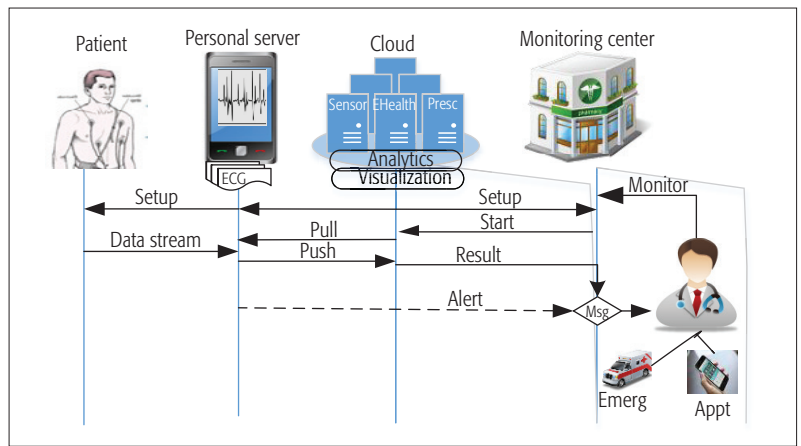 Patient
Personal server
Cloud
Monitoring center
Sensor
EHealth
Presc
pharmacy
Analytics
ECG
Visualization
Monitor
Setup
Setup
Start
Pull
Data stream
Push
Result
Alert
Msg
Emerg
Appt